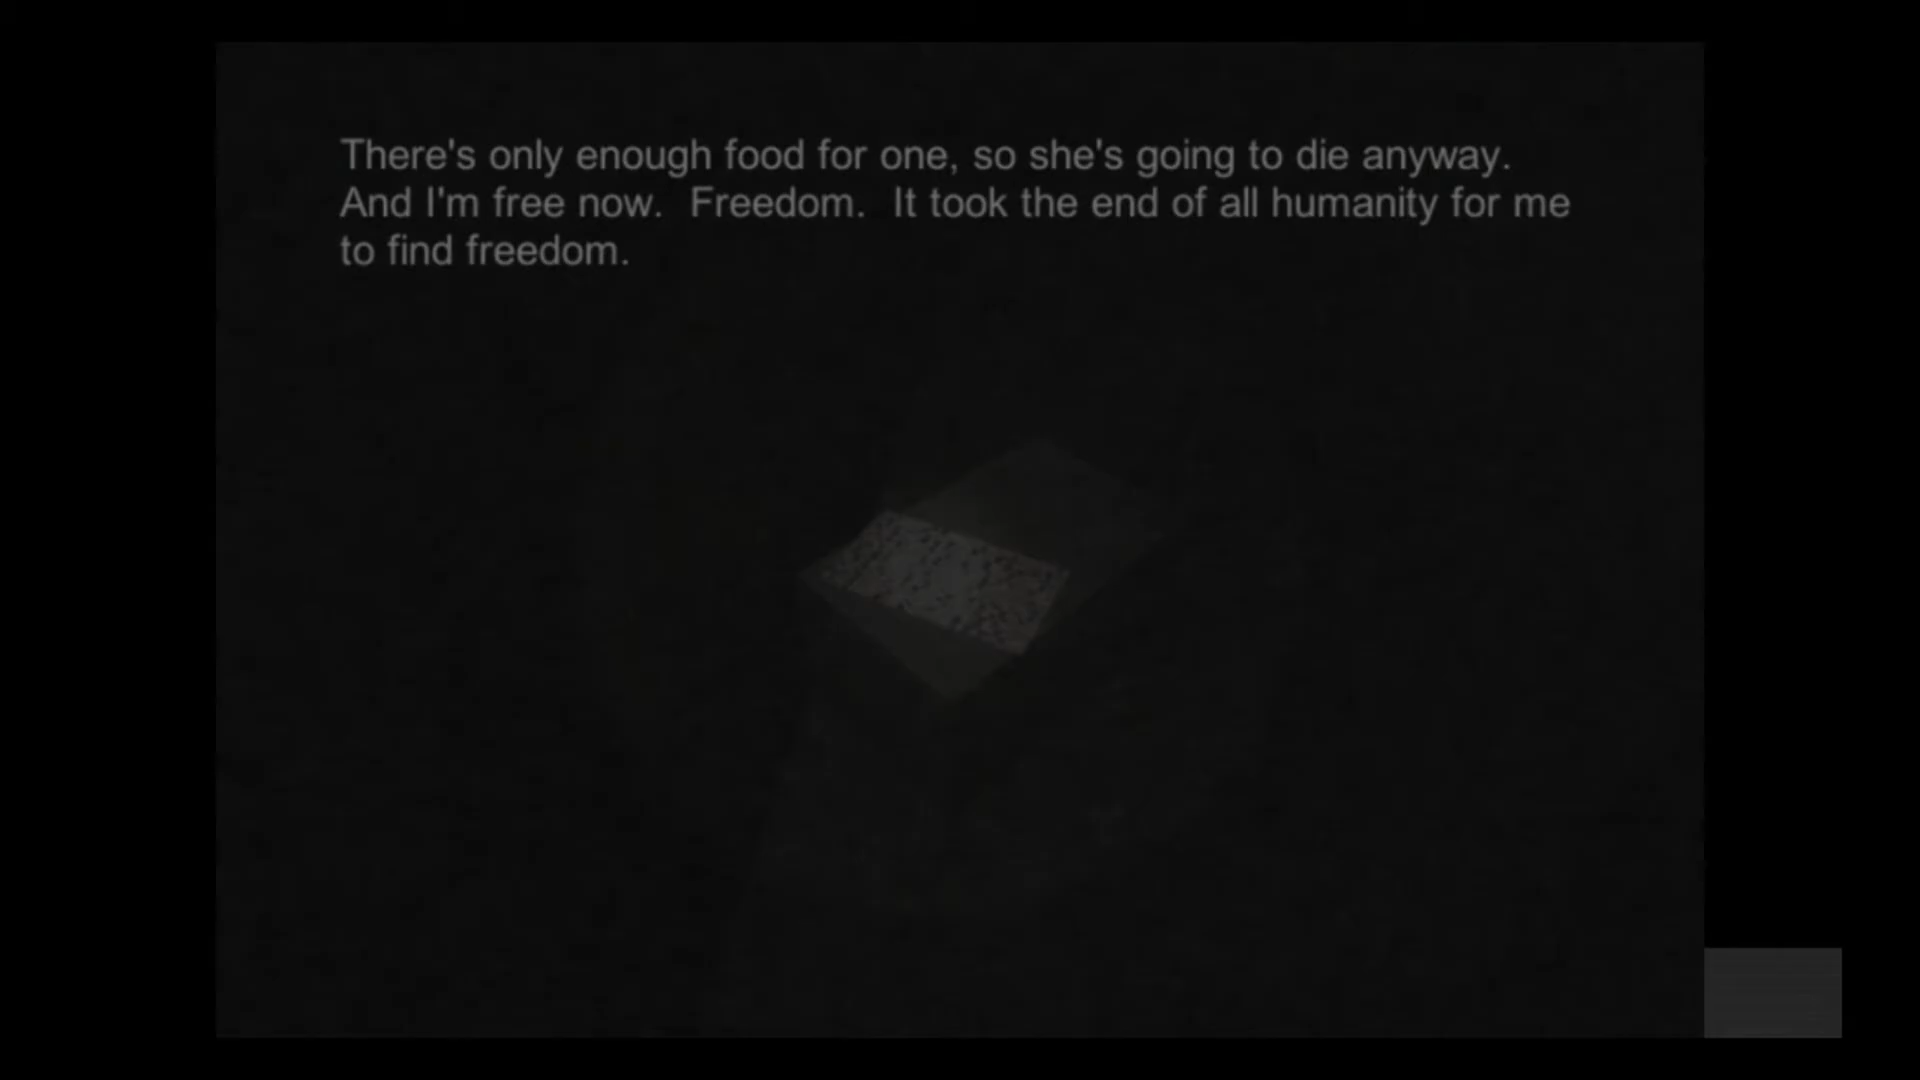 There's only enough food for one, so she's going to die anyway.
And I'm free now.  Freedom.  It took the end of all humanity for me
to find freedom.